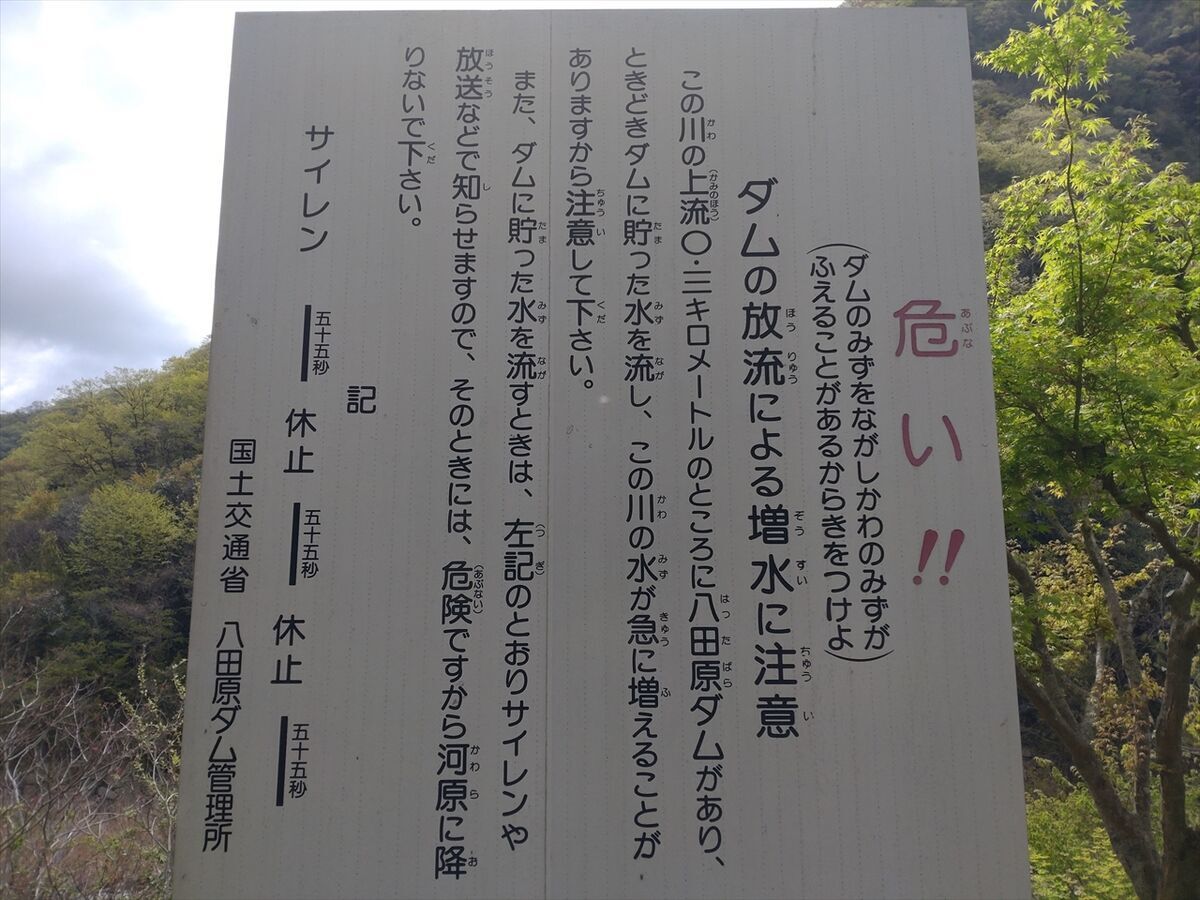 危い!!
(ダムのみずをながしかわのみずが
ふえることがあるからきをつけよ)
ダムの放流による増水に注意
この川の上流〇・三キロメートルのところに八田原ダムがあり、
ときどきダムに貯った水を流し、この川の水が急に増えることが
ありますから注意して下さい。
また、ダムに貯った水を流すときは、左記のとおりサイレンや
放送などで知らせますので、そのときには、危険ですから河原に降
りないで下さい。
記
サイレン 五十五秒 休止 五十五秒 休止 五十五秒
国土交通省 八田原ダム管理所